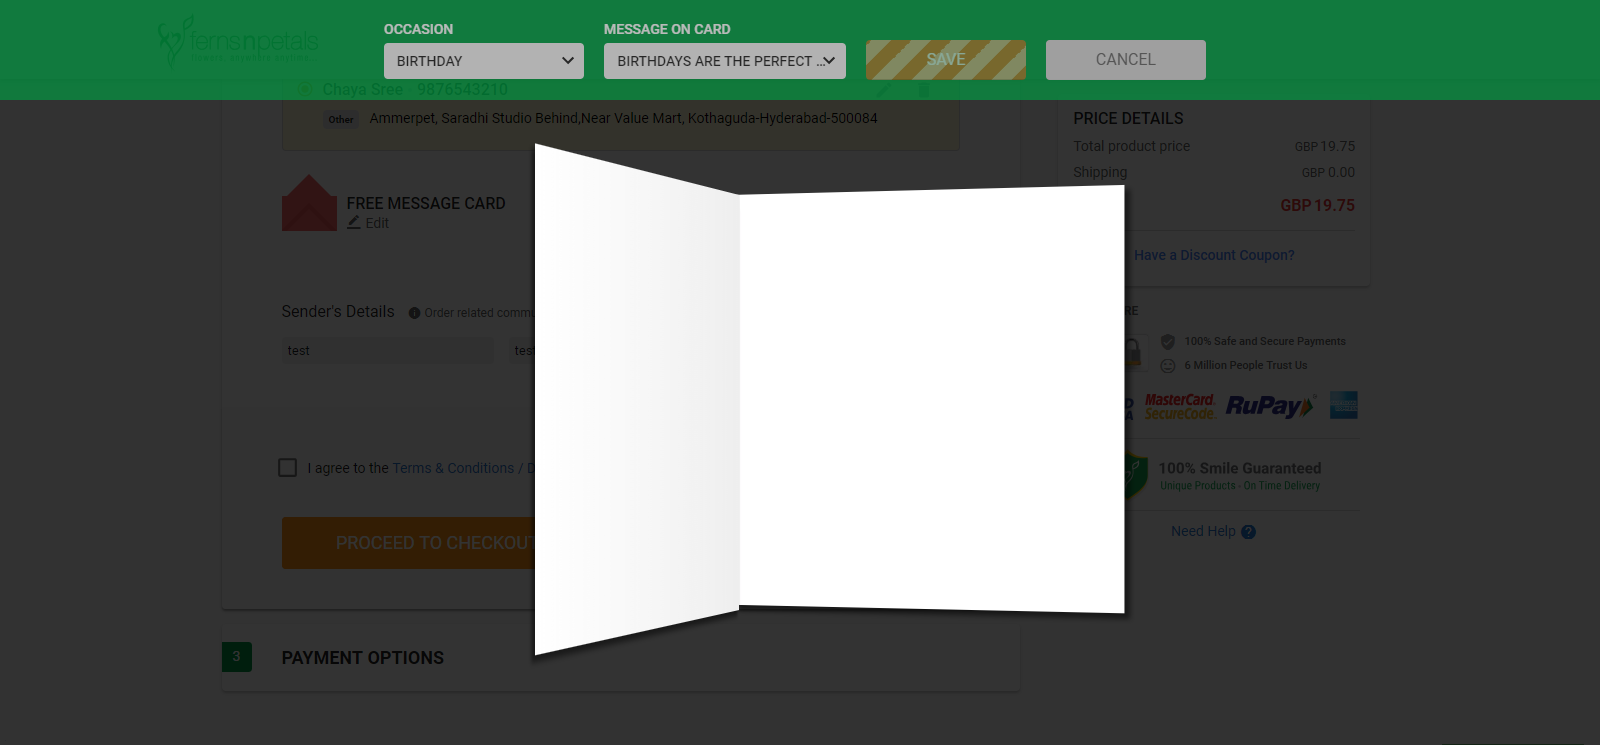 fernsnpetals
OCCASION
MESSAGE ON CARD
BIRTHDAY
BIRTHDAYS ARE THE PERFECT ...
SAVE
CANCEL
Chaya Sree - 9876543210
Other
Ammerpet, Saradhi Studio Behind,Near Value Mart, Kothaguda-Hyderabad-500084
FREE MESSAGE CARD
Edit
Sender's Details
Order related commu
test
test
I agree to the Terms & Conditions / D
PROCEED TO CHECKOUT
3
PAYMENT OPTIONS
PRICE DETAILS
Total product price
GBP 19.75
Shipping
GBP 0.00
GBP 19.75
Have a Discount Coupon?
RE
100% Safe and Secure Payments
6 Million People Trust Us
MasterCard.
SecureCode.
RuPay
100% Smile Guaranteed
Unique Products - On Time Delivery
Need Help ?